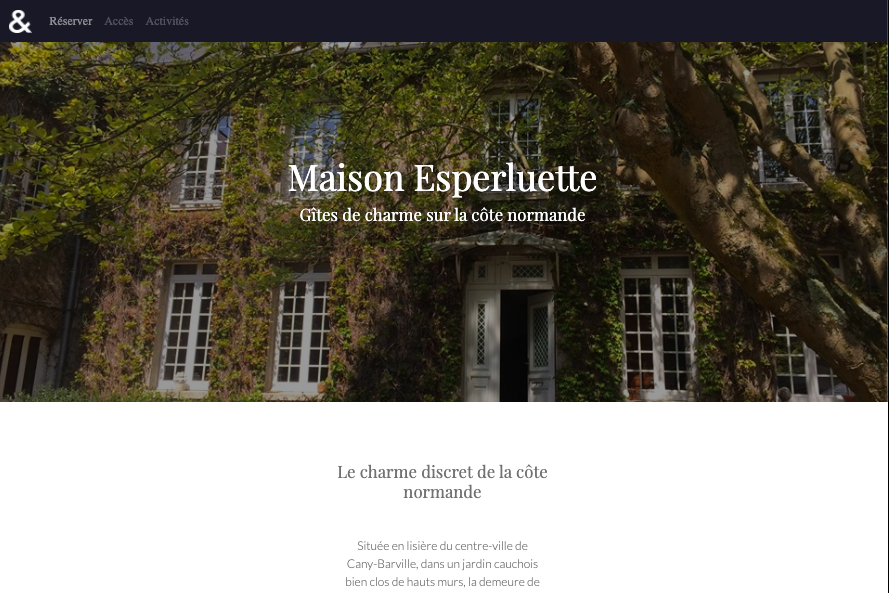 &
Réserver Accès Activités
Maison Esperluette
Gîtes de charme sur la côte normande
Le charme discret de la côte
normande
Située en lisière du centre-ville de
Cany-Barville, dans un jardin cauchois
bien clos de hauts murs, la demeure de